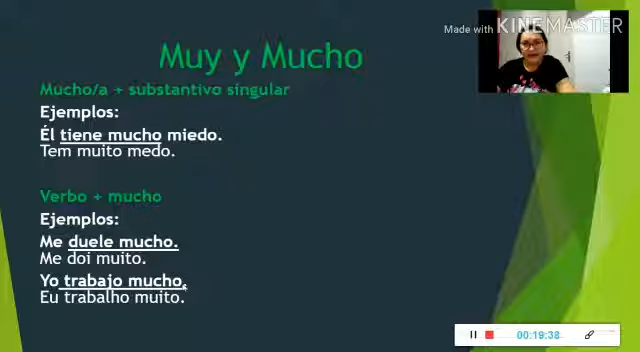 Made with KINEMASTER
Muy y Mucho
Mucho/a + substantivo singular
Ejemplos:
Él tiene mucho miedo.
Tem muito medo.
Verbo + mucho
Ejemplos:
Me duele mucho.
Me doi muito.
Yo trabajo mucho.
Eu trabalho muito.
00:19:38